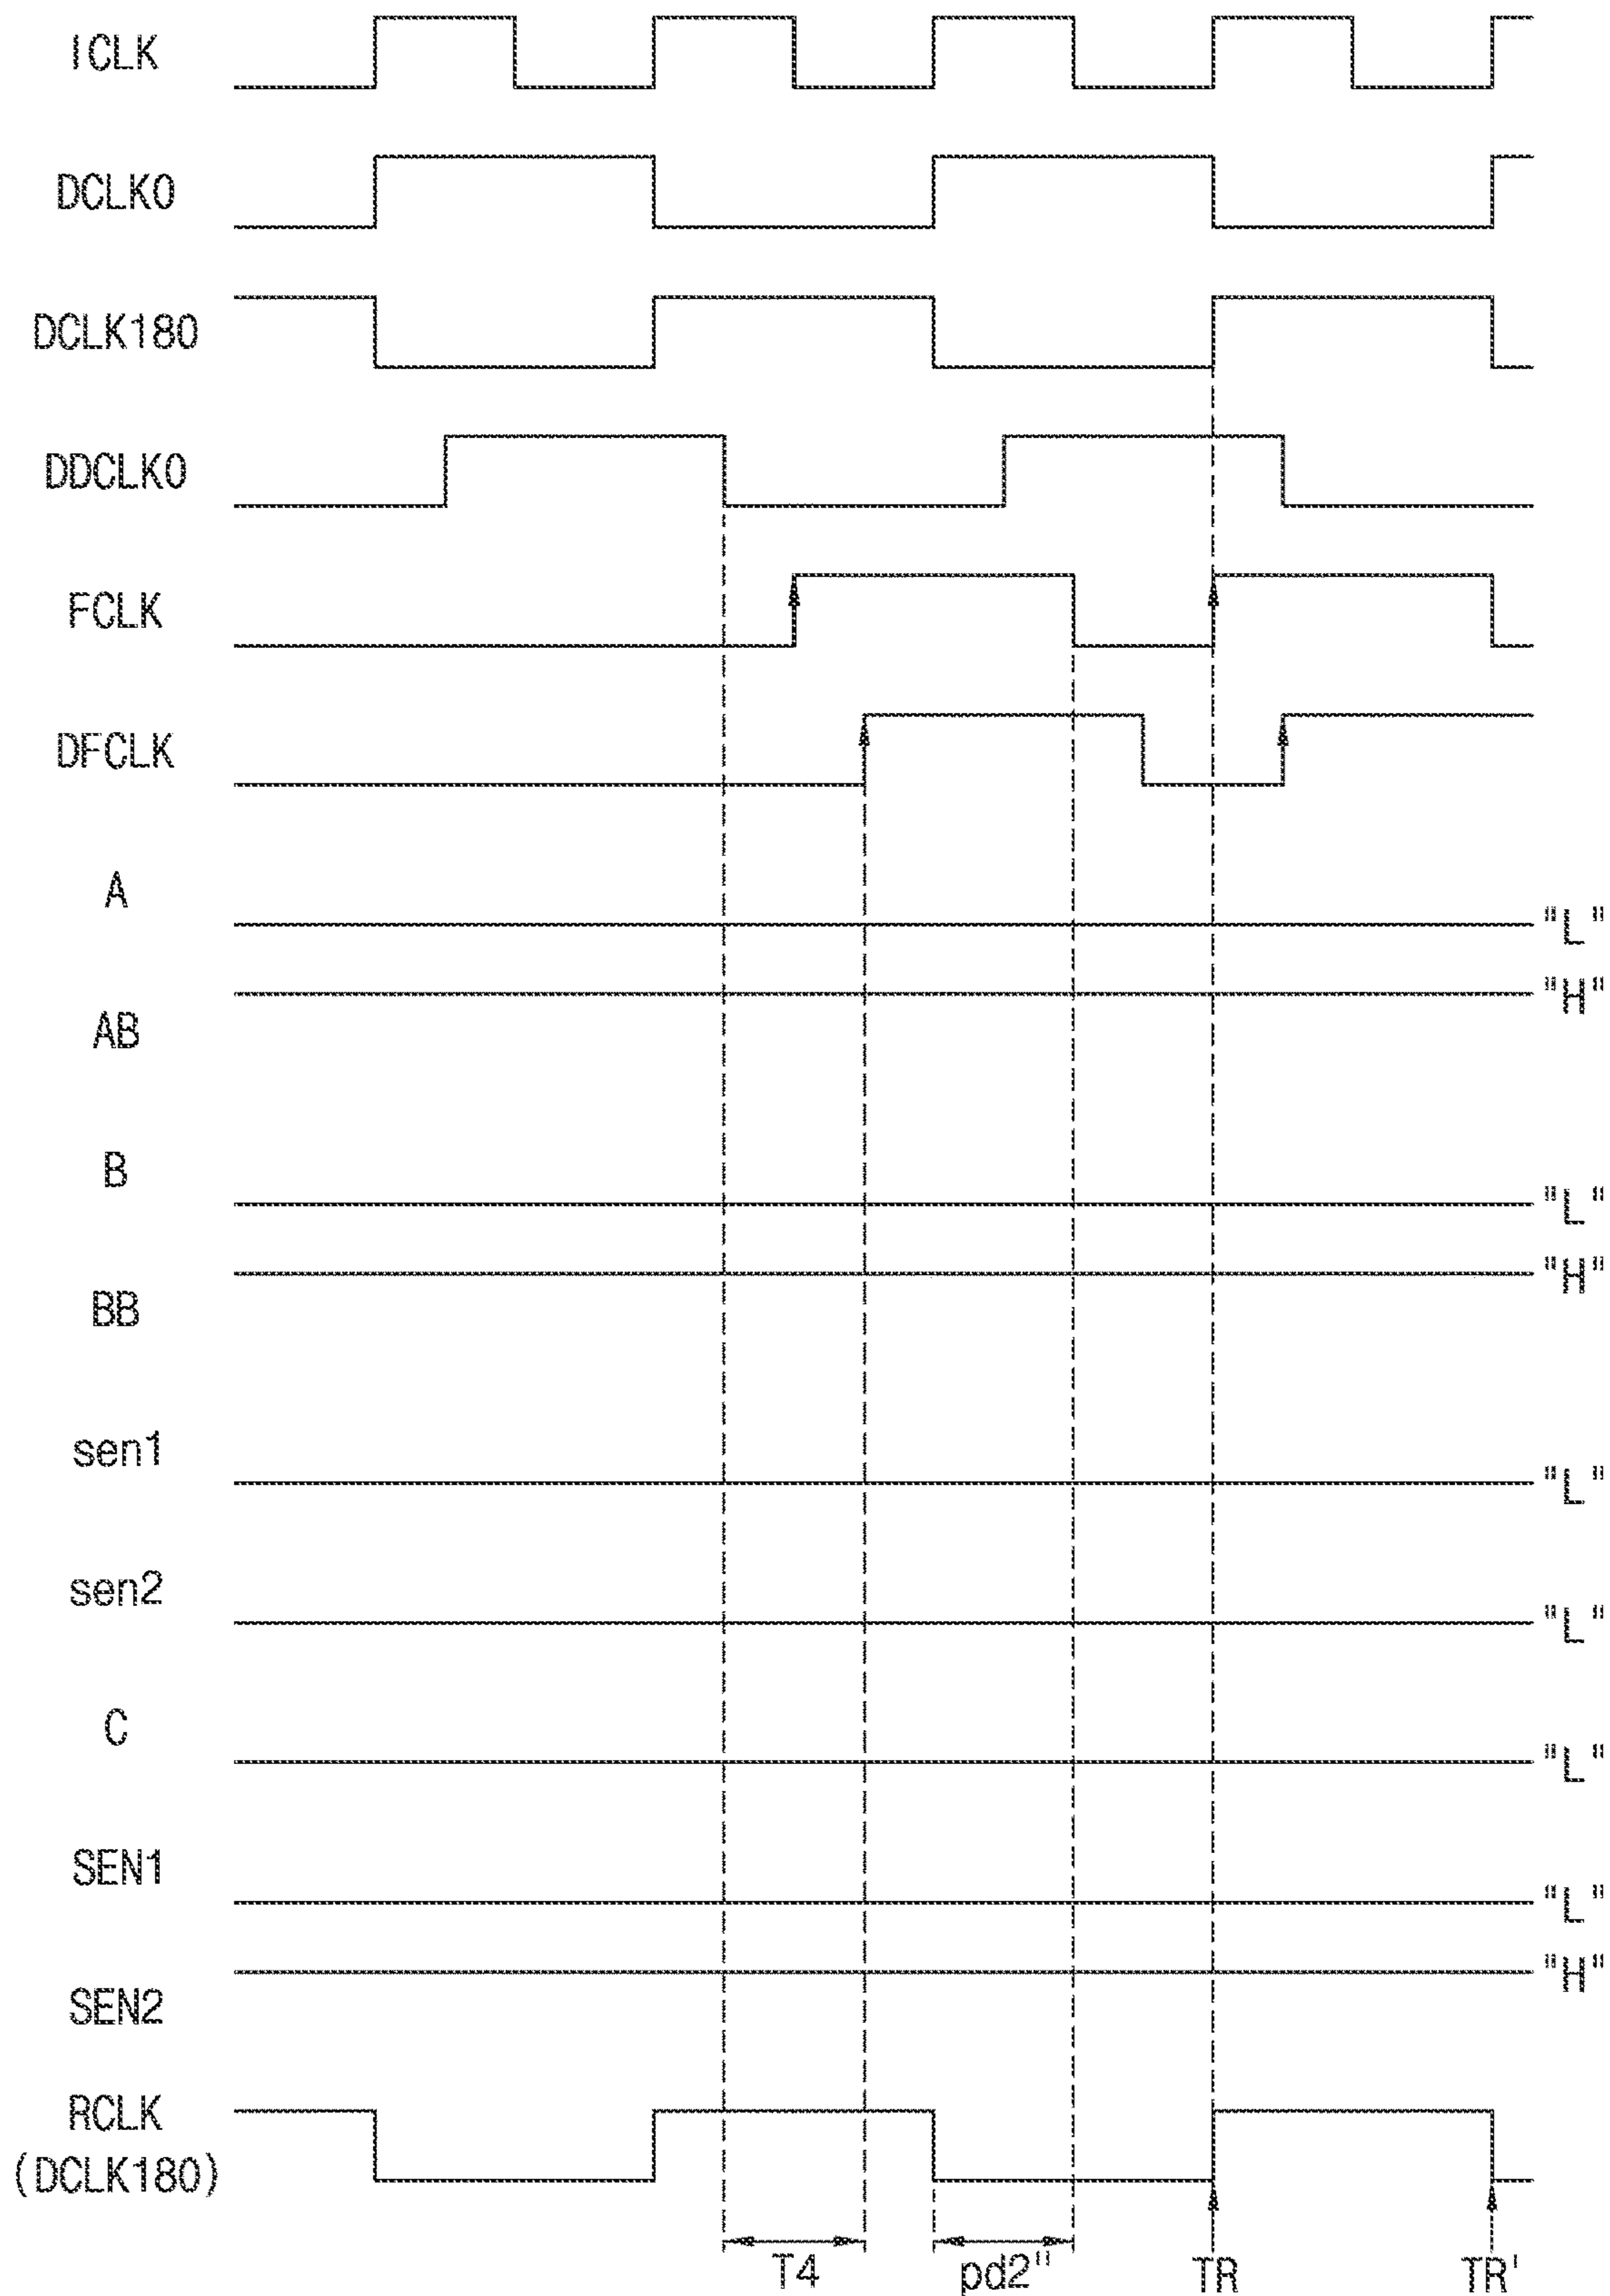 ICLK
DCLK0
DCLK180
DDCLK0
FCLK
DFCLK
A
"L"
AB
"H"
B
"L"
BB
"H"
sen1
"L"
sen2
"L"
C
"L"
SEN1
"L"
SEN2
"H"
RCLK
(DCLK180)
T4 pd2" TR TR'